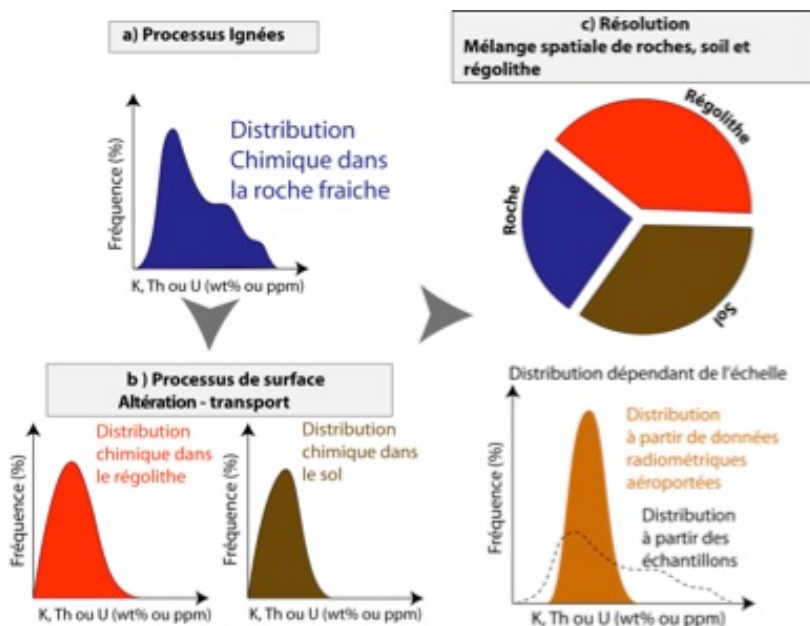 a) Processus Ignées
Fréquence (%)
Distribution
Chimique dans
la roche fraiche
K, Th ou U (wt% ou ppm)
b ) Processus de surface
Altération - transport
Fréquence (%)
Distribution
chimique dans
le régolithe
K, Th ou U (wt% ou ppm)
Fréquence (%)
Distribution
chimique dans
le sol
K, Th ou U (wt% ou ppm)
c) Résolution
Mélange spatiale de roches, soil et
régolithe
Régolithe
Roche
Sol
Distribution dépendant de l'échelle
Fréquence (%)
Distribution
à partir de données
radiométriques
aéroportées
Distribution
à partir des
échantillons
K, Th ou U (wt% ou ppm)